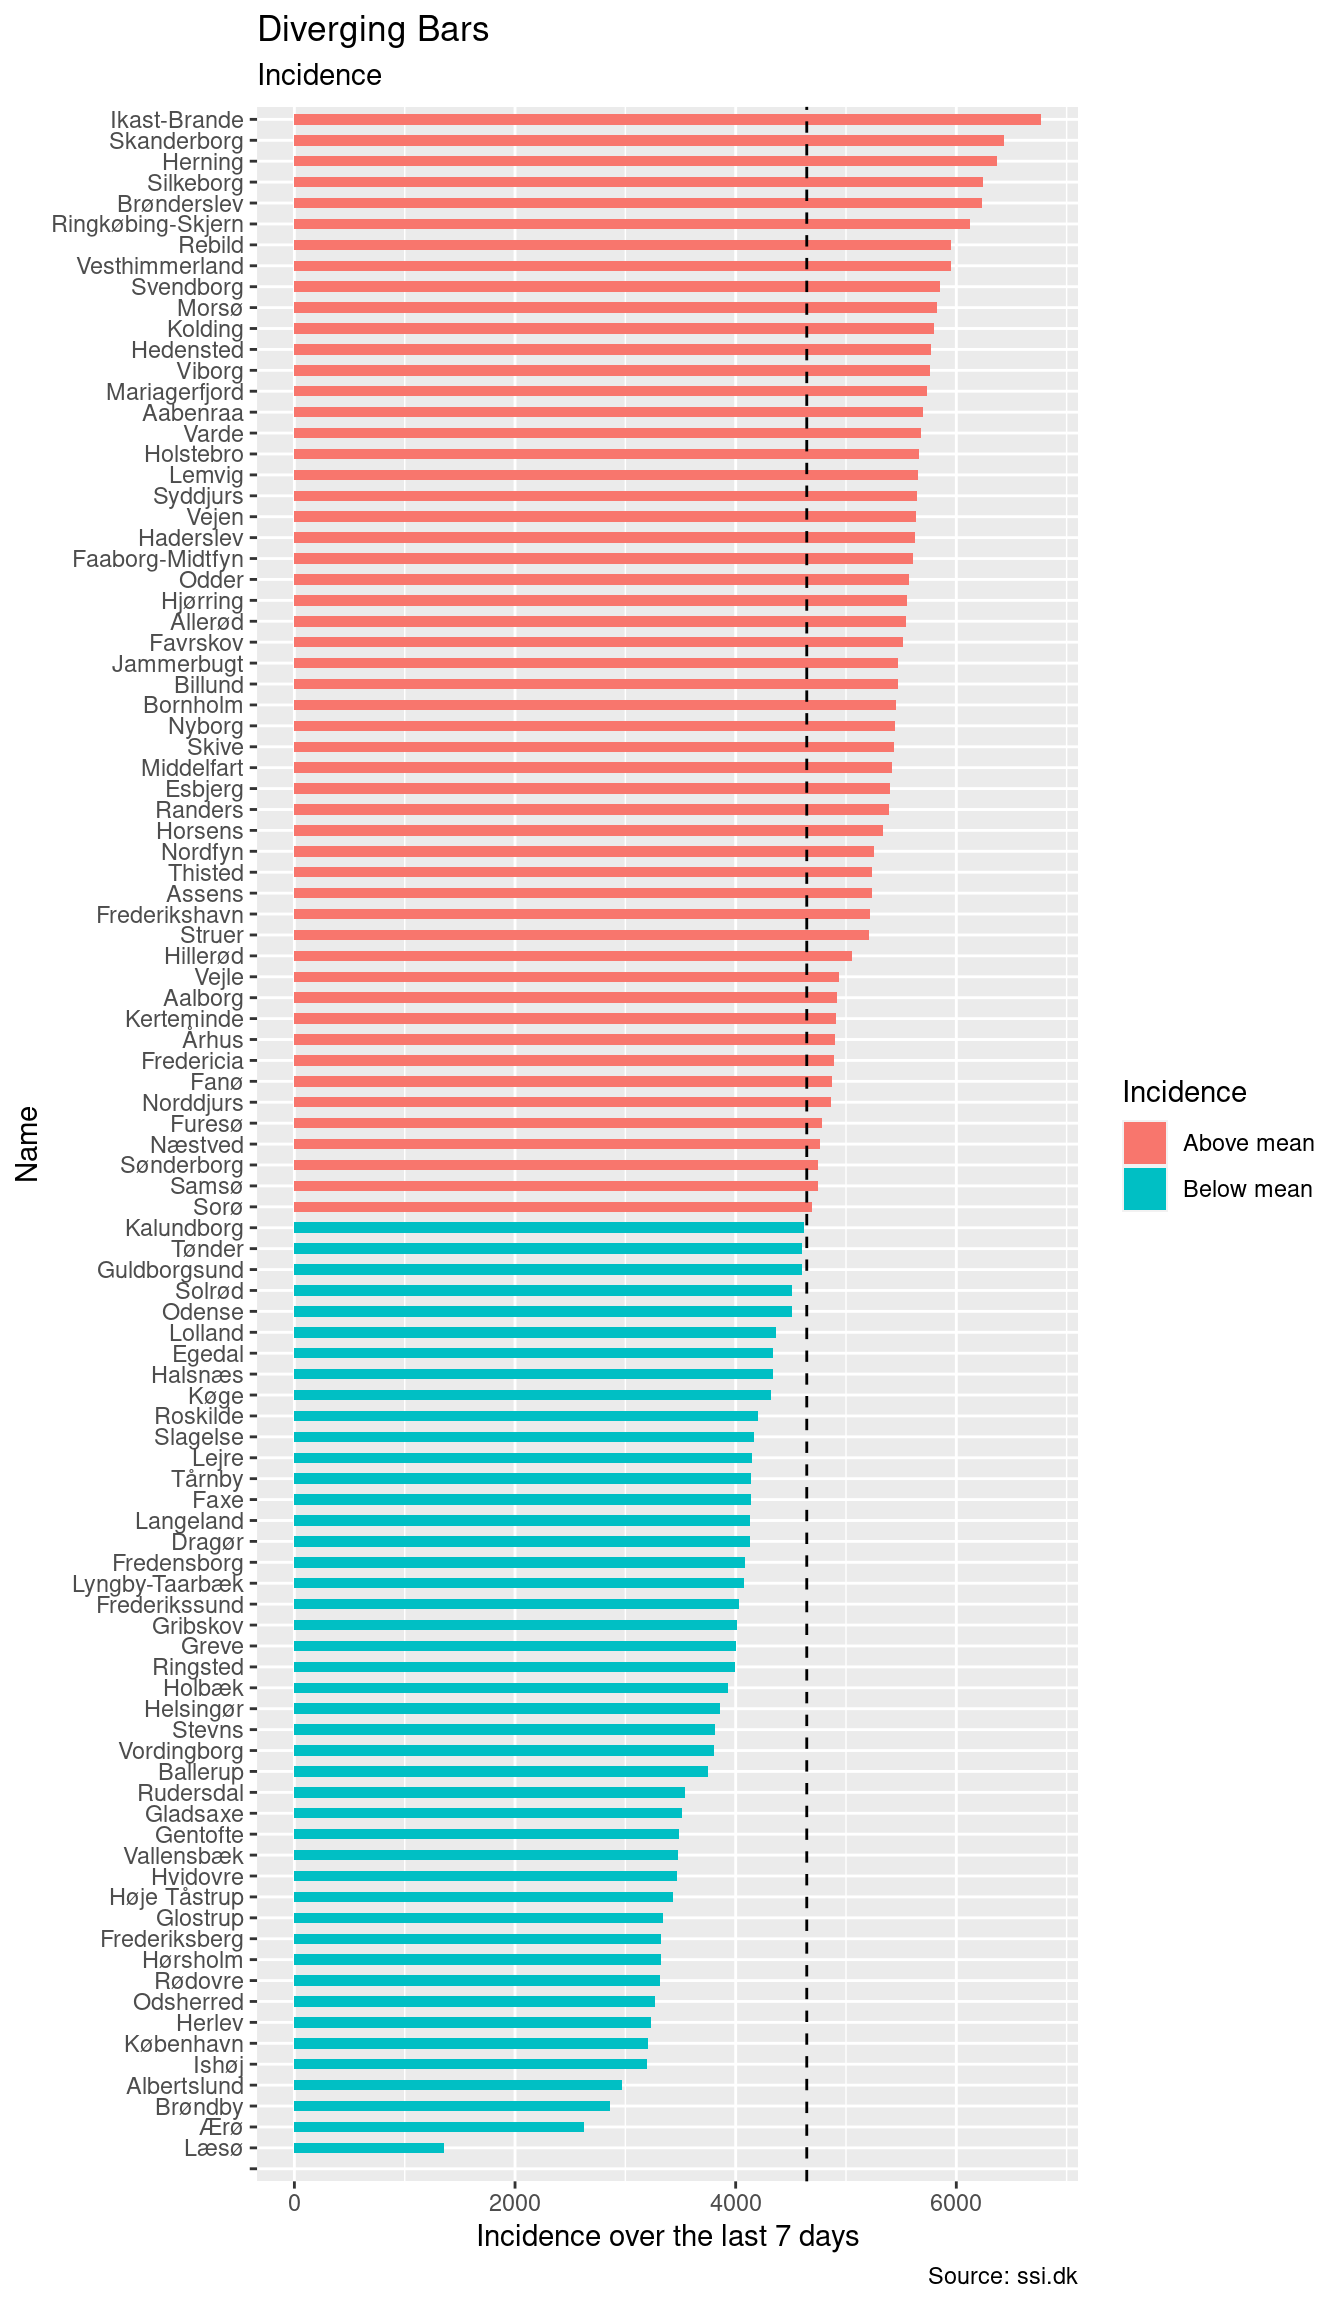 Diverging Bars
Incidence
Ikast-Brande
Skanderborg
Herning
Silkeborg
Brønderslev
Ringkøbing-Skjern
Rebild
Vesthimmerland
Svendborg
Morsø
Kolding
Hedensted
Viborg
Mariagerfjord
Aabenraa
Varde
Holstebro
Lemvig
Syddjurs
Vejen
Haderslev
Faaborg-Midtfyn
Odder
Hjørring
Allerød
Favrskov
Jammerbugt
Billund
Bornholm
Nyborg
Skive
Middelfart
Esbjerg
Randers
Horsens
Nordfyn
Thisted
Assens
Frederikshavn
Struer
Hillerød
Vejle
Aalborg
Kerteminde
Århus
Fredericia
Fanø
Norddjurs
Furesø
Næstved
Sønderborg
Samsø
Sorø
Kalundborg
Tønder
Guldborgsund
Solrød
Odense
Lolland
Egedal
Halsnæs
Køge
Roskilde
Slagelse
Lejre
Tårnby
Faxe
Langeland
Dragør
Fredensborg
Lyngby-Taarbæk
Frederikssund
Gribskov
Greve
Ringsted
Holbæk
Helsingør
Stevns
Vordingborg
Ballerup
Rudersdal
Gladsaxe
Gentofte
Vallensbæk
Hvidovre
Høje Tåstrup
Glostrup
Frederiksberg
Hørsholm
Rødovre
Odsherred
Herlev
København
Ishøj
Albertslund
Brøndby
Ærø
Læsø
Name
0 2000 4000 6000
Incidence over the last 7 days
Source: ssi.dk
Incidence
Above mean
Below mean